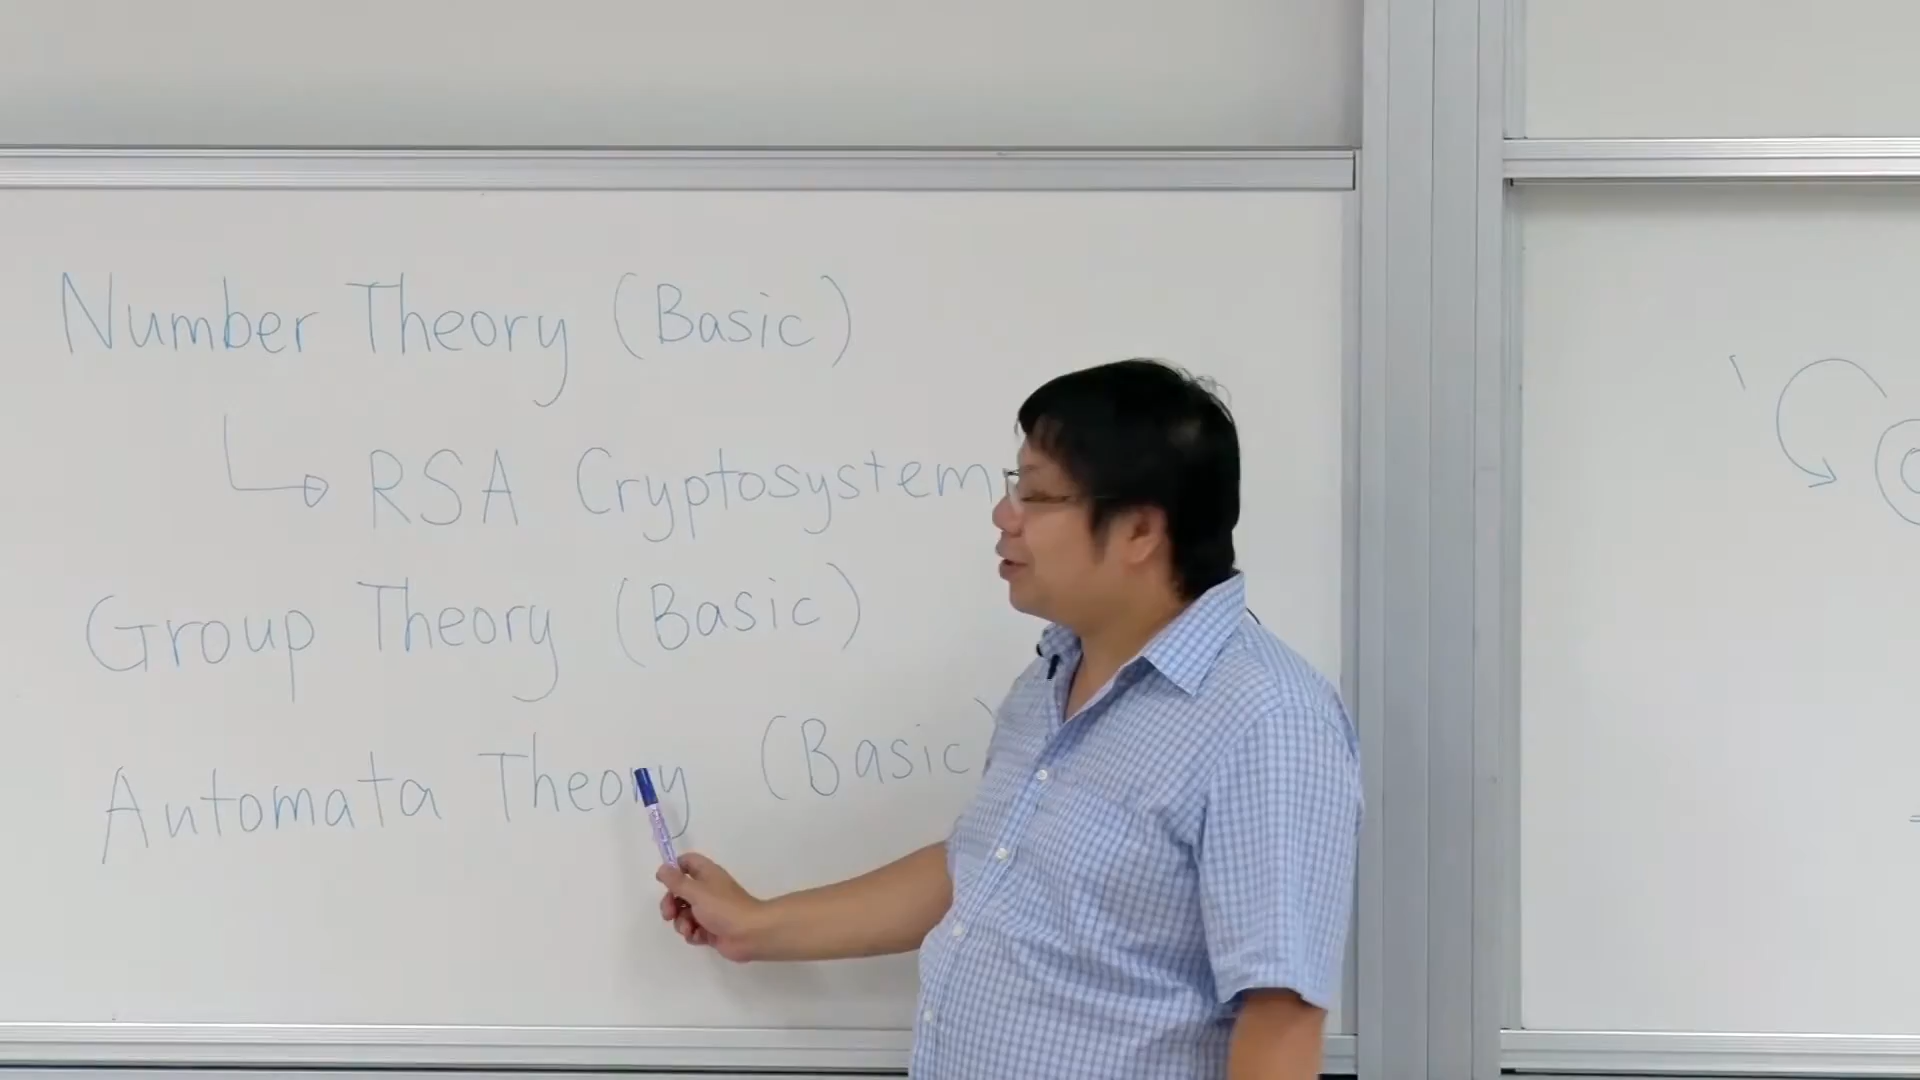 Number Theory (Basic)
RSA Cryptosystem
Group Theory (Basic)
Automata Theory (Basic)